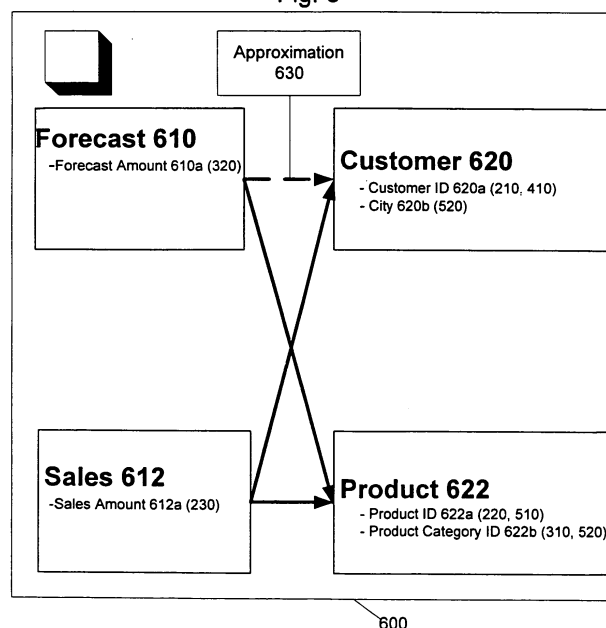 Approximation
630
Forecast 610
-Forecast Amount 610a (320)
Customer 620
- Customer ID 620a (210, 410)
- City 620b (520)
Sales 612
-Sales Amount 612a (230)
Product 622
- Product ID 622a (220, 510)
- Product Category ID 622b (310, 520)
600